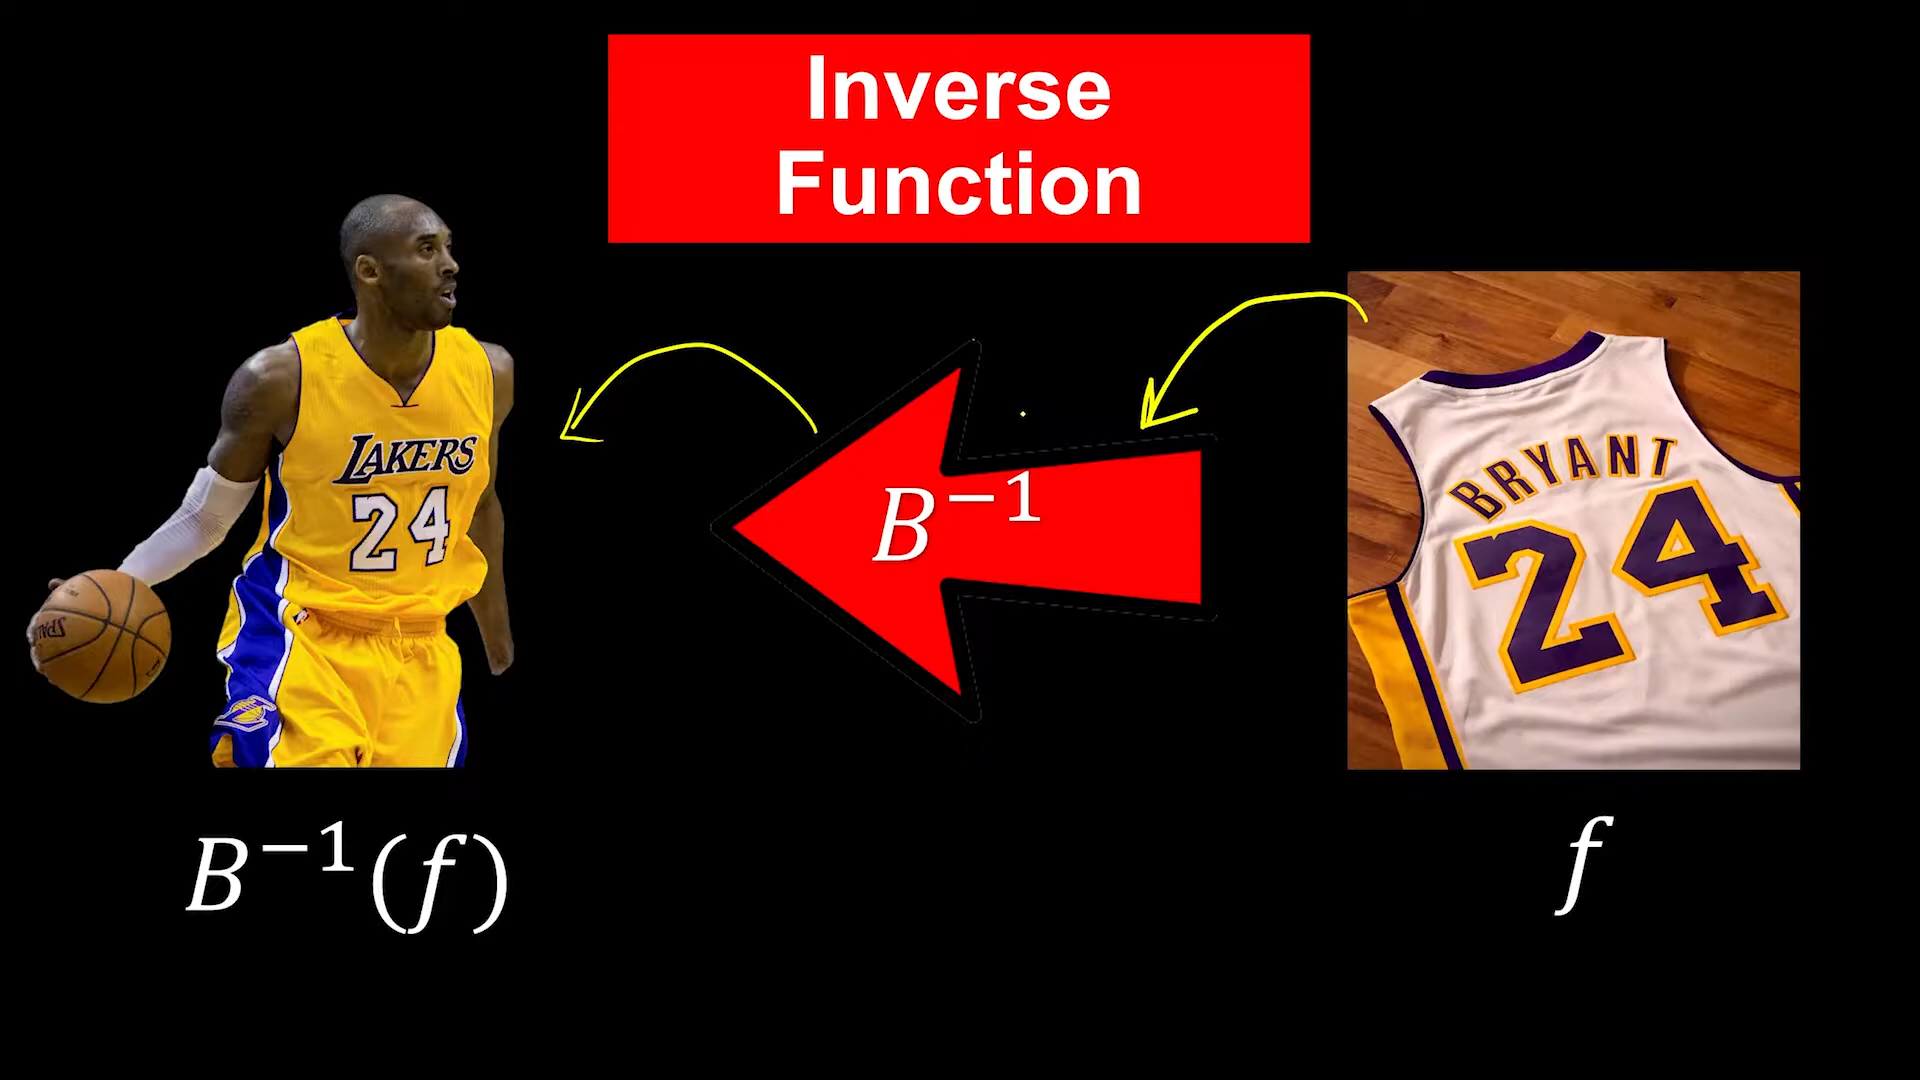 Inverse
Function
LAKERS
24
B⁻¹
BRYANT
24
B⁻¹(f)
f